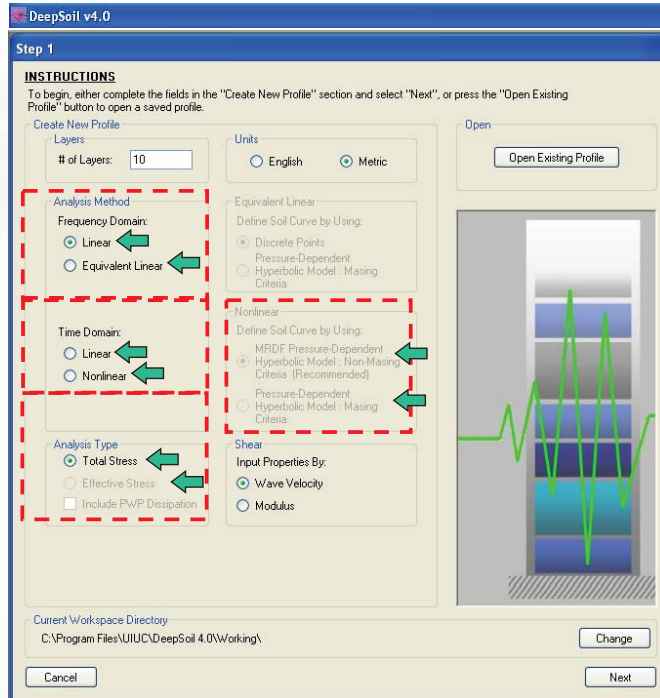 DeepSoil v4.0
Step 1
INSTRUCTIONS
To begin, either complete the fields in the "Create New Profile" section and select "Next", or press the "Open Existing
Profile" button to open a saved profile.
Create New Profile
Layers
# of Layers: 10
Units
English Metric
Open
Open Existing Profile
Analysis Method
Frequency Domain:
Linear
Equivalent Linear
Equivalent Linear
Define Soil Curve by Using:
Discrete Points
Pressure-Dependent
Hyperbolic Model : Masing
Criteria
Time Domain:
Linear
Nonlinear
Nonlinear
Define Soil Curve by Using:
MRDF Pressure-Dependent
Hyperbolic Model : Non-Masing
Criteria (Recommended)
Pressure-Dependent
Hyperbolic Model : Masing
Criteria
Analysis Type
Total Stress
Effective Stress
Include PWP Dissipation
Shear
Input Properties By:
Wave Velocity
Modulus
Current Workspace Directory
C:\Program Files\UIUC\DeepSoil 4.0\Working\
Change
Cancel
Next